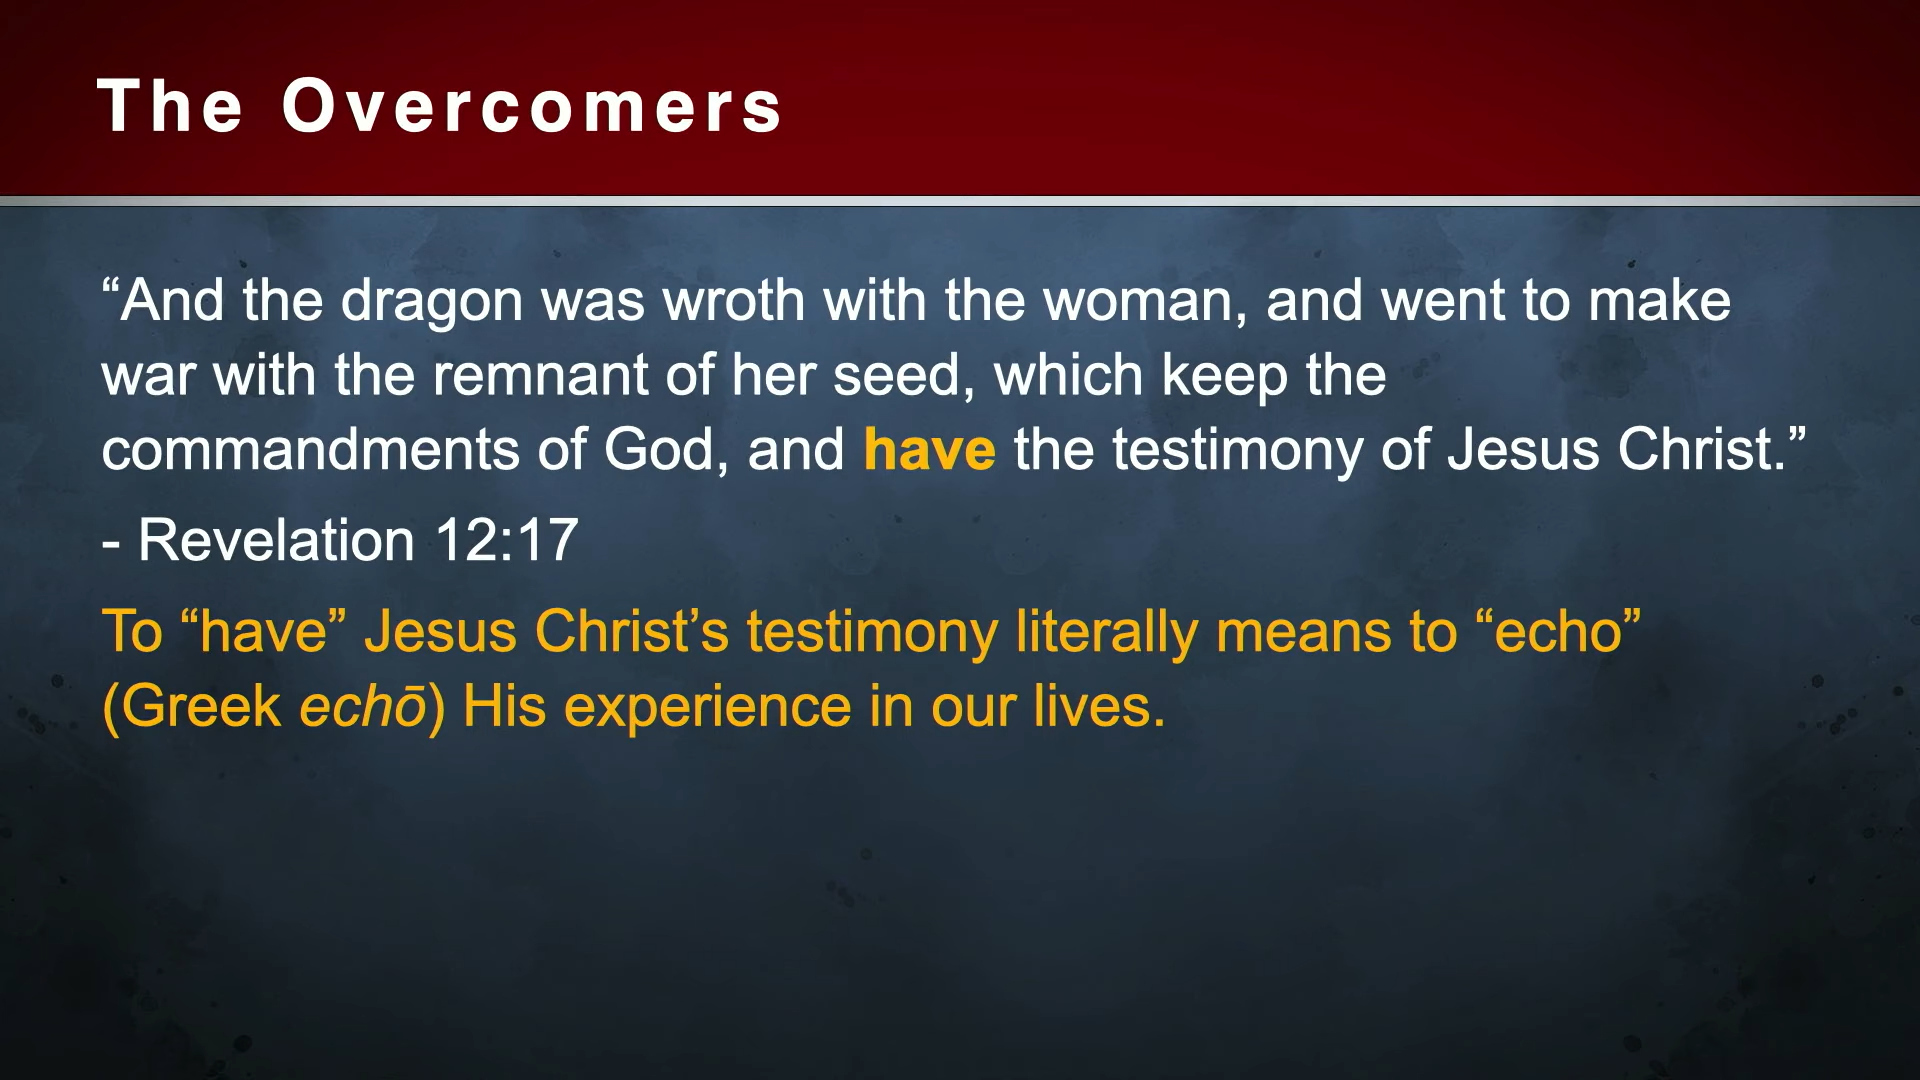 The Overcomers
“And the dragon was wroth with the woman, and went to make
war with the remnant of her seed, which keep the
commandments of God, and have the testimony of Jesus Christ.”
- Revelation 12:17
To “have” Jesus Christ’s testimony literally means to “echo”
(Greek echō) His experience in our lives.